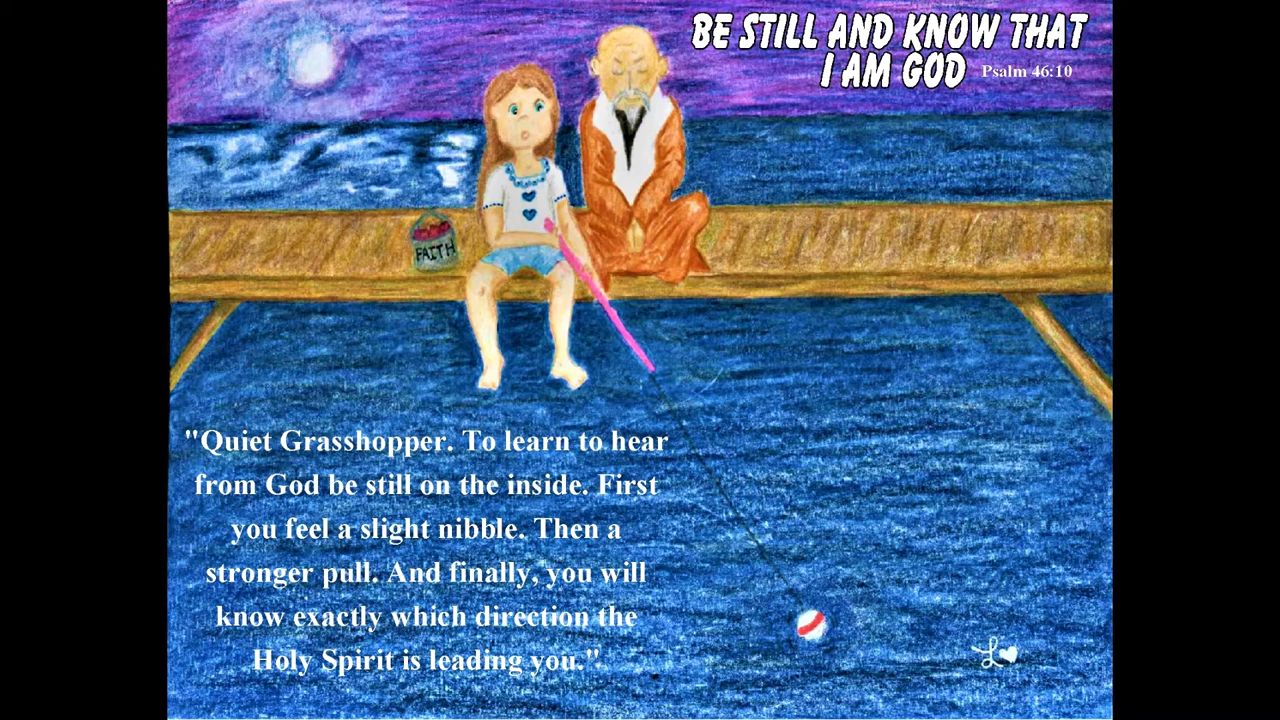 BE STILL AND KNOW THAT
I AM GOD Psalm 46:10
FAITH
"Quiet Grasshopper. To learn to hear
from God be still on the inside. First
you feel a slight nibble. Then a
stronger pull. And finally, you will
know exactly which direction the
Holy Spirit is leading you."
L